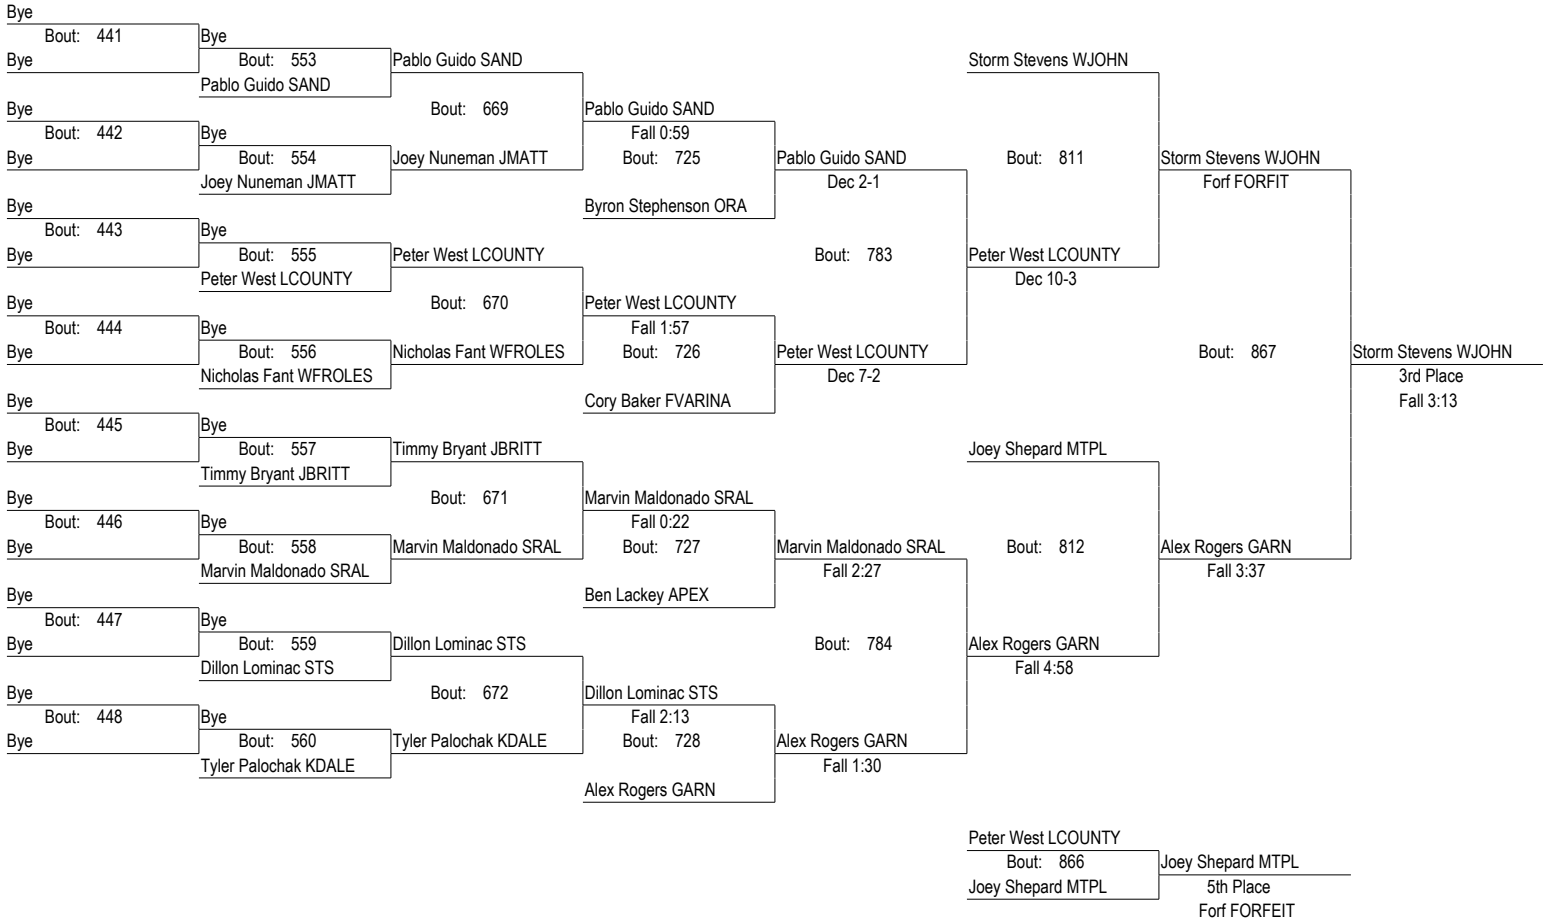 Bye
Bout: 441 Bye
Bye Bout: 553 Pablo Guido SAND Storm Stevens WJOHN
Pablo Guido SAND
Bye Bout: 669 Pablo Guido SAND
Bout: 442 Bye Fall 0:59
Bye Bout: 554 Joey Nuneman JMATT Bout: 725 Pablo Guido SAND Bout: 811 Storm Stevens WJOHN
Joey Nuneman JMATT Dec 2-1 Forf FORFIT
Bye Byron Stephenson ORA
Bout: 443 Bye
Bye Bout: 555 Peter West LCOUNTY Bout: 783 Peter West LCOUNTY
Peter West LCOUNTY Dec 10-3
Bye Bout: 670 Peter West LCOUNTY
Bout: 444 Bye Fall 1:57
Bye Bout: 556 Nicholas Fant WFROLES Bout: 726 Peter West LCOUNTY Bout: 867 Storm Stevens WJOHN
Nicholas Fant WFROLES Dec 7-2 3rd Place
Bye Cory Baker FVARINA Fall 3:13
Bout: 445 Bye
Bye Bout: 557 Timmy Bryant JBRITT Joey Shepard MTPL
Timmy Bryant JBRITT
Bye Bout: 671 Marvin Maldonado SRAL
Bout: 446 Bye Fall 0:22
Bye Bout: 558 Marvin Maldonado SRAL Bout: 727 Marvin Maldonado SRAL Bout: 812 Alex Rogers GARN
Marvin Maldonado SRAL Fall 2:27 Fall 3:37
Bye Ben Lackey APEX
Bout: 447 Bye
Bye Bout: 559 Dillon Lominac STS Bout: 784 Alex Rogers GARN
Dillon Lominac STS Fall 4:58
Bye Bout: 672 Dillon Lominac STS
Bout: 448 Bye Fall 2:13
Bye Bout: 560 Tyler Palochak KDALE Bout: 728 Alex Rogers GARN
Tyler Palochak KDALE Fall 1:30
Alex Rogers GARN
Peter West LCOUNTY
Bout: 866 Joey Shepard MTPL
Joey Shepard MTPL 5th Place
Forf FORFEIT